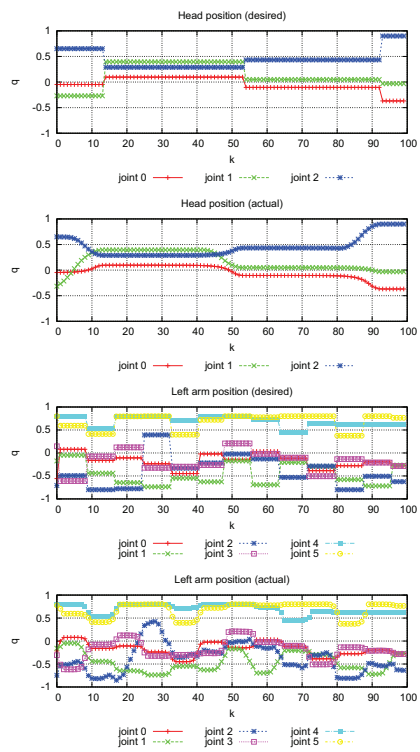 Head position (desired)
1
0.5
0
-0.5
1
q
0 10 20 30 40 50 60 70 80 90 100
k
joint 0 joint 1 joint 2
Head position (actual)
1
0.5
0
-0.5
1
q
0 10 20 30 40 50 60 70 80 90 100
k
joint 0 joint 1 joint 2
Left arm position (desired)
1
0.5
0
-0.5
1
q
0 10 20 30 40 50 60 70 80 90 100
k
joint 0 joint 2 joint 4
joint 1 joint 3 joint 5
Left arm position (actual)
1
0.5
0
-0.5
1
q
0 10 20 30 40 50 60 70 80 90 100
k
joint 0 joint 2 joint 4
joint 1 joint 3 joint 5